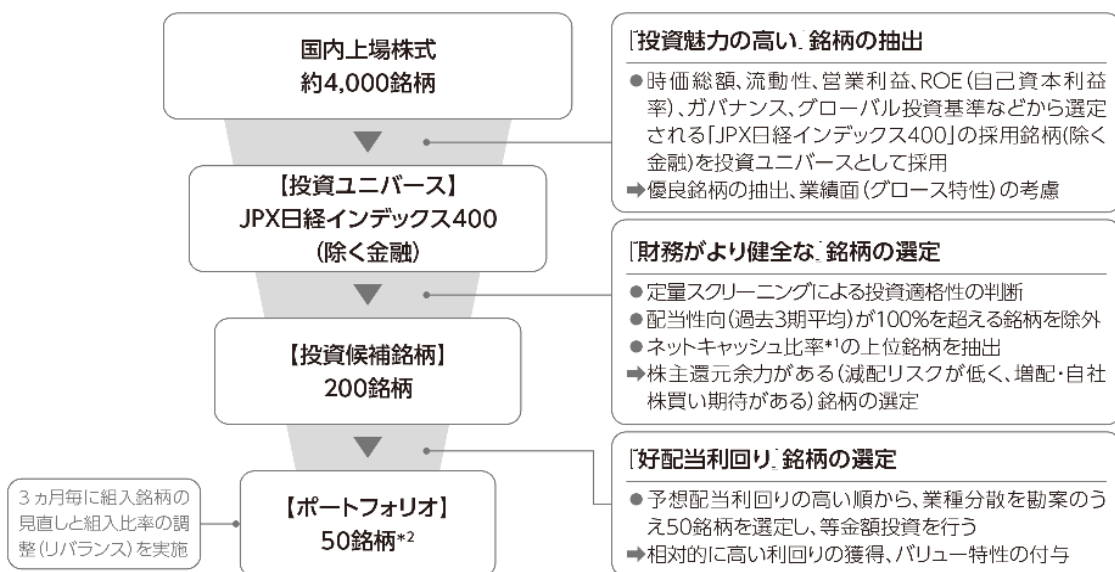 国内上場株式
約4,000銘柄
【投資ユニバース】
JPX日経インデックス400
(除く金融)
【投資候補銘柄】
200銘柄
【ポートフォリオ】
50銘柄*2
3ヵ月毎に組入銘柄の
見直しと組入比率の調
整(リバランス)を実施
「投資魅力の高い」銘柄の抽出
●時価総額、流動性、営業利益、ROE(自己資本利益
率)、ガバナンス、グローバル投資基準などから選定
される「JPX日経インデックス400」の採用銘柄(除く
金融)を投資ユニバースとして採用
➡優良銘柄の抽出、業績面(グロース特性)の考慮
「財務がより健全な」銘柄の選定
●定量スクリーニングによる投資適格性の判断
●配当性向(過去3期平均)が100%を超える銘柄を除外
●ネットキャッシュ比率*1の上位銘柄を抽出
➡株主還元余力がある(減配リスクが低く、増配・自社
株買い期待がある)銘柄の選定
「好配当利回り」銘柄の選定
●予想配当利回りの高い順から、業種分散を勘案のう
え50銘柄を選定し、等金額投資を行う
➡相対的に高い利回りの獲得、バリュー特性の付与